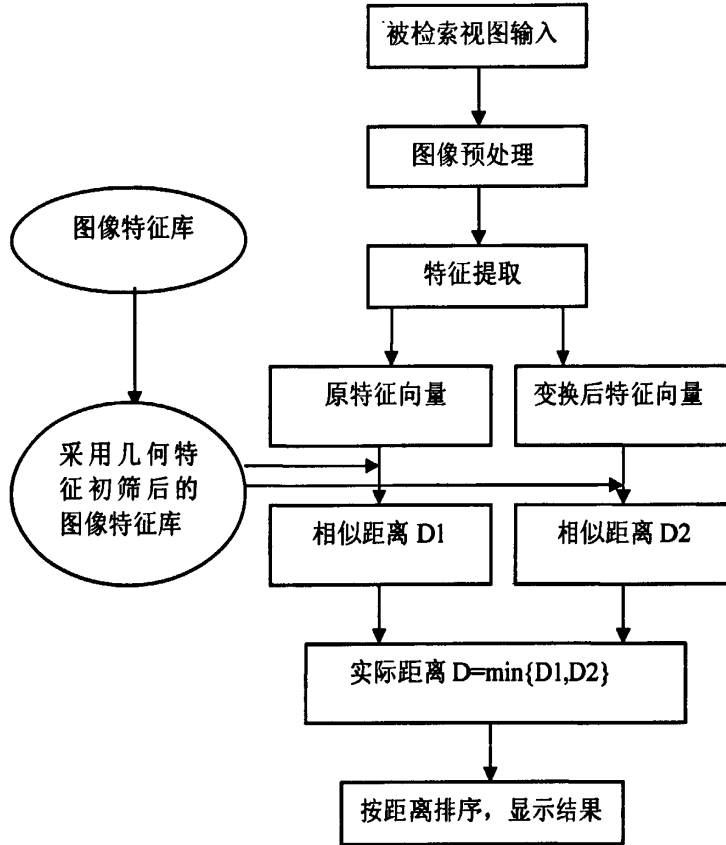 被检索视图输入
图像预处理
图像特征库
特征提取
原特征向量
变换后特征向量
采用几何特
征初筛后的
图像特征库
相似距离 D1
相似距离 D2
实际距离 D=min{D1,D2}
按距离排序，显示结果